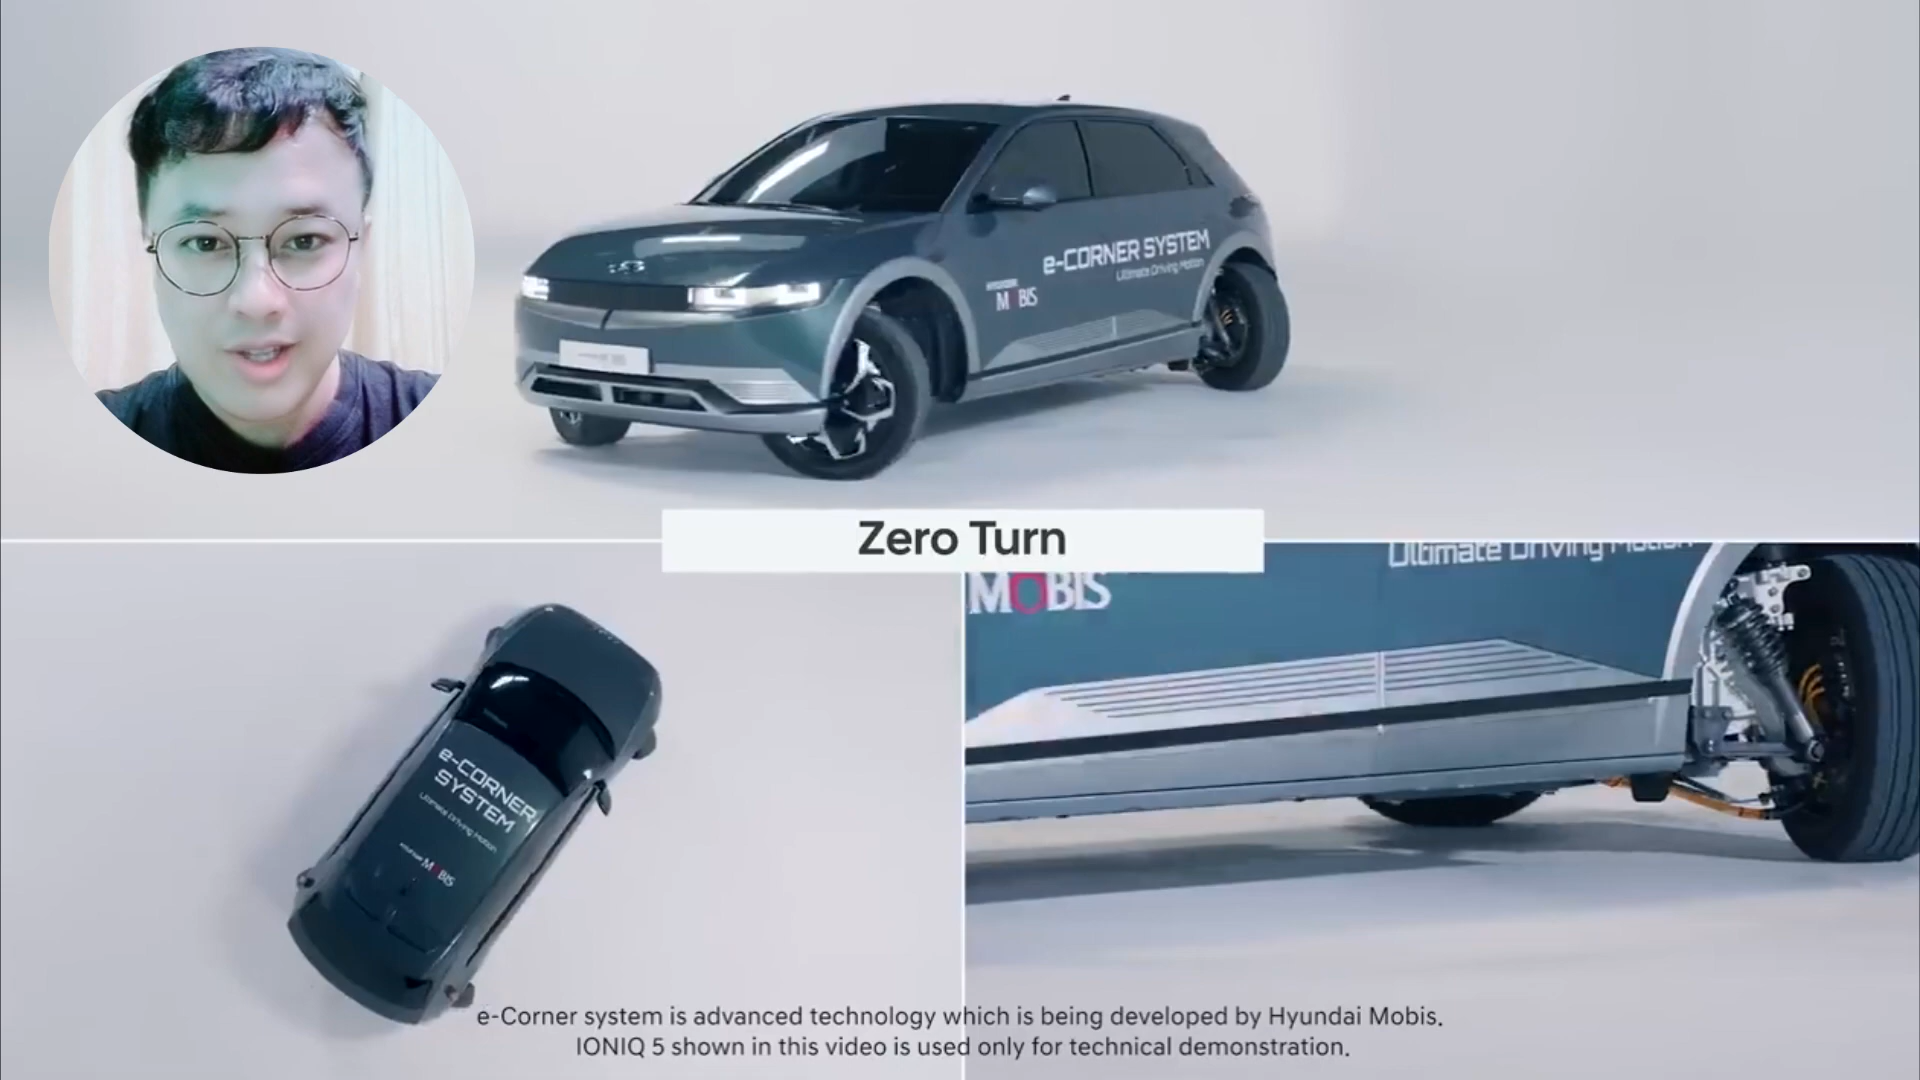 e-CORNER SYSTEM
Ultimate Driving Motion
HYUNDAI
MOBIS
Zero Turn
MOBIS
Ultimate Driving Motion
e-CORNER
SYSTEM
Ultimate Driving Motion
HYUNDAI MOBIS
e-Corner system is advanced technology which is being developed by Hyundai Mobis.
IONIQ 5 shown in this video is used only for technical demonstration.